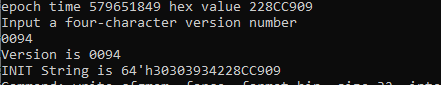 epoch time 579651849 hex value 228CC909
Input a four-character version number
0094
Version is 0094
INIT String is 64'h30303934228CC909